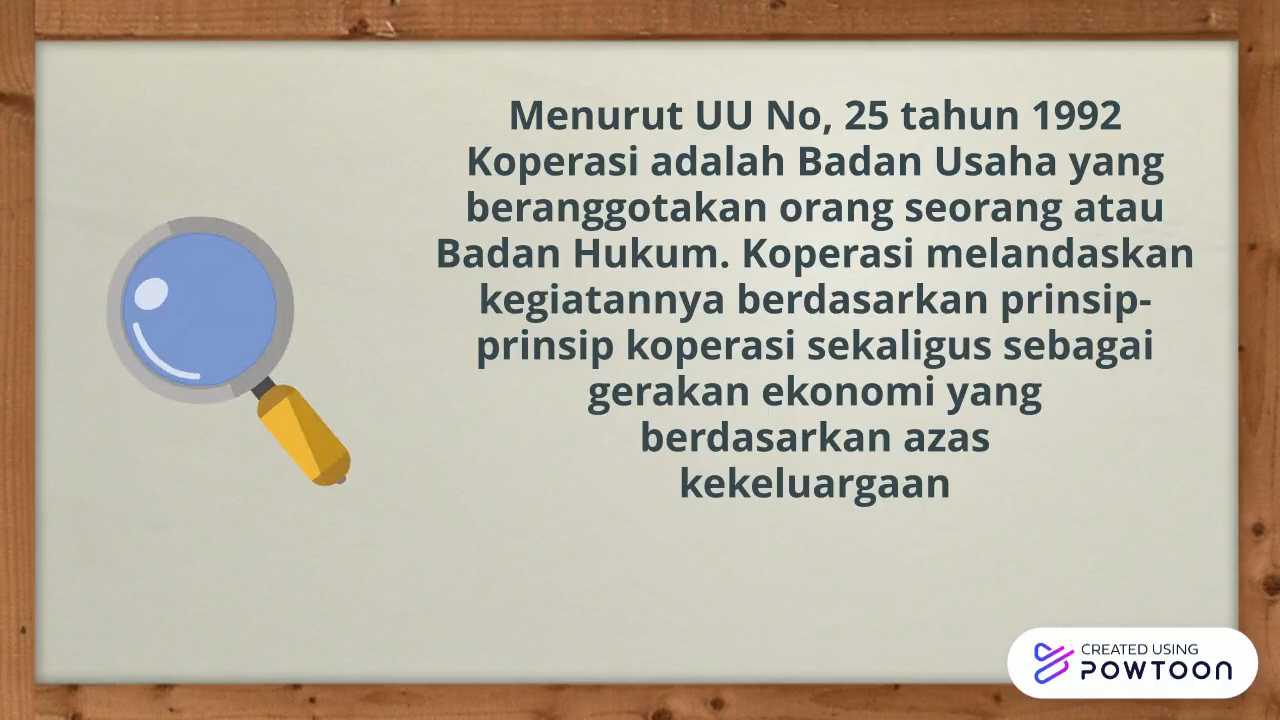 Menurut UU No, 25 tahun 1992
Koperasi adalah Badan Usaha yang
beranggotakan orang seorang atau
Badan Hukum. Koperasi melandaskan
kegiatannya berdasarkan prinsip-
prinsip koperasi sekaligus sebagai
gerakan ekonomi yang
berdasarkan azas
kekeluargaan
CREATED USING
POWTOON